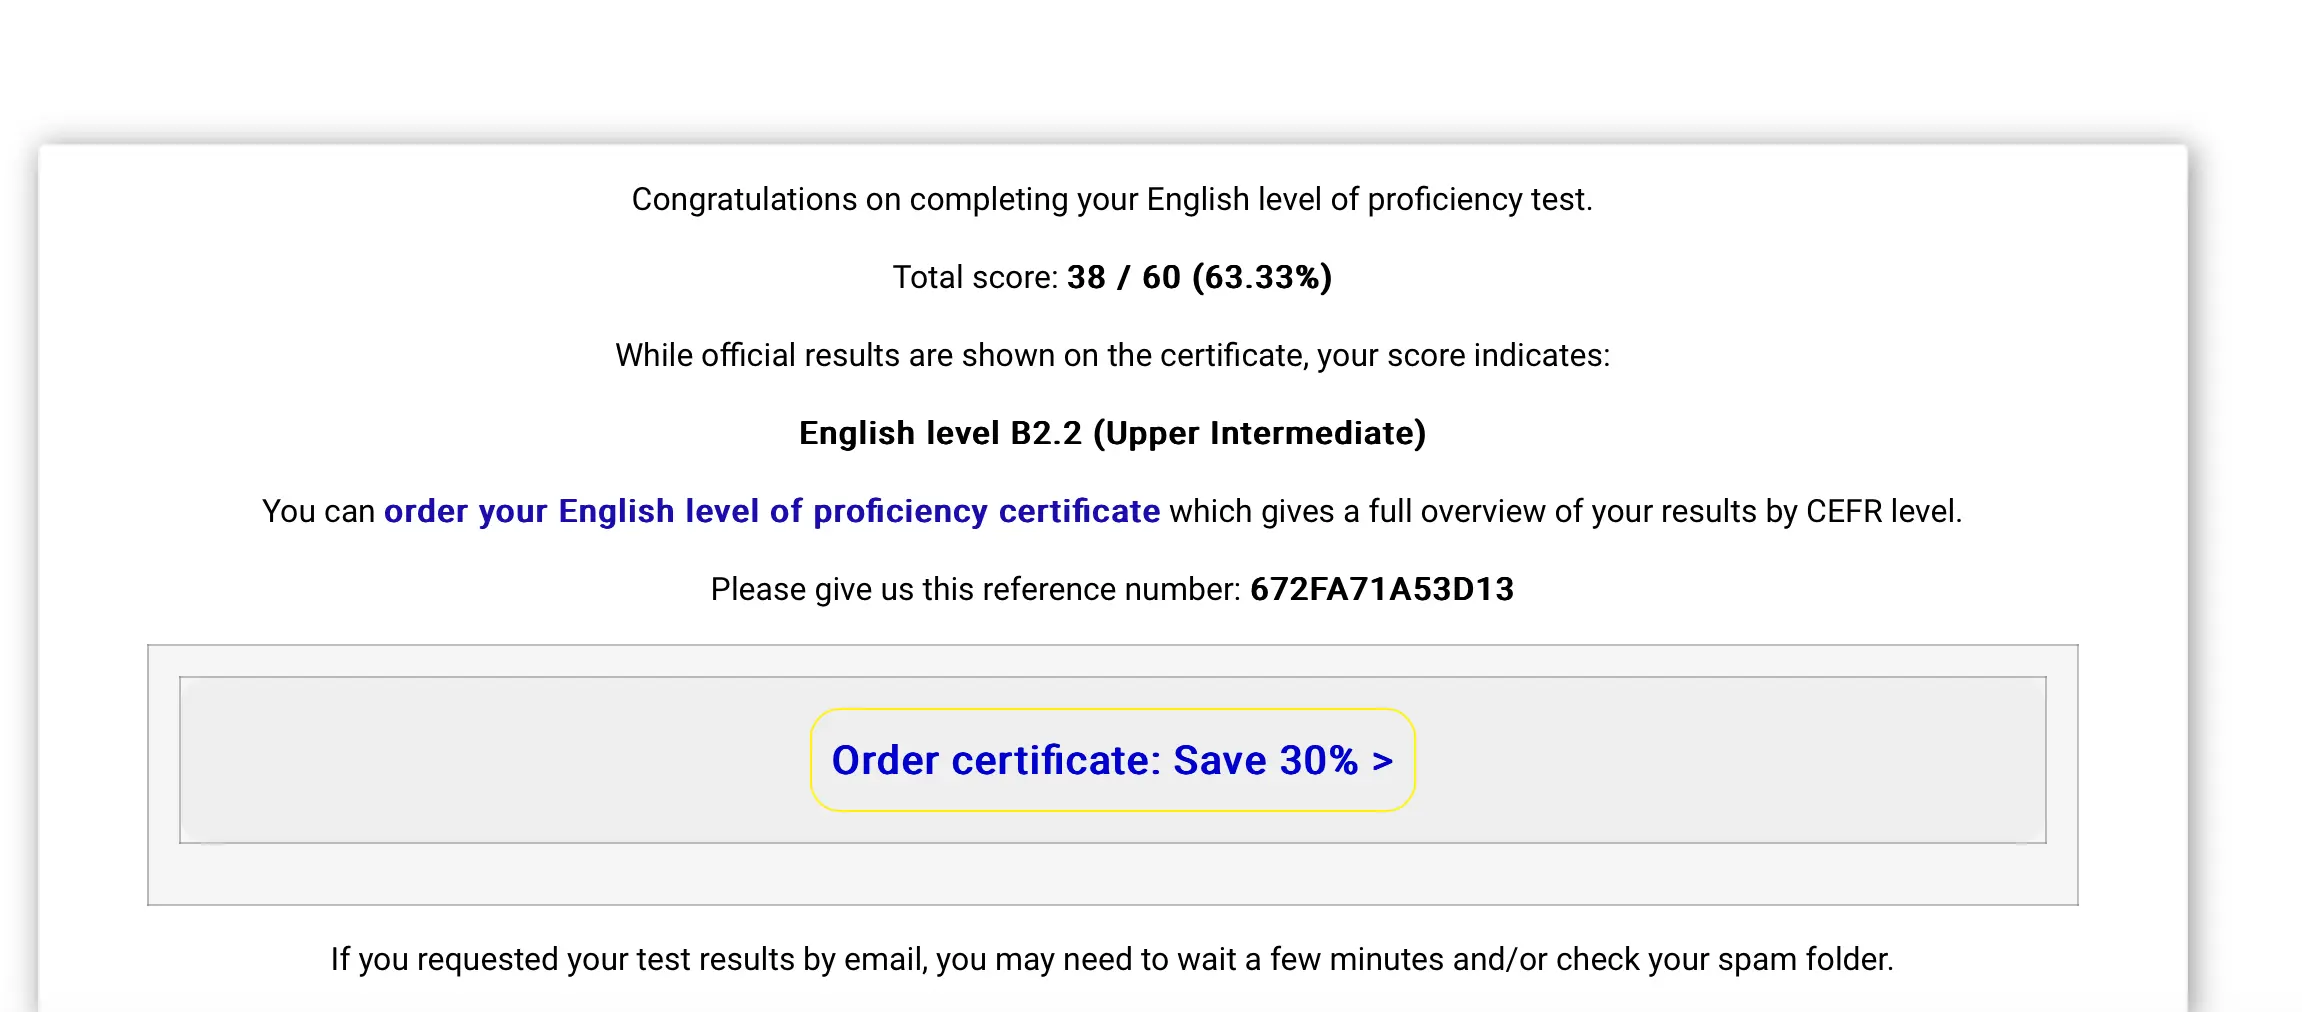 Congratulations on completing your English level of proficiency test.
Total score: 38 / 60 (63.33%)
While official results are shown on the certificate, your score indicates:
English level B2.2 (Upper Intermediate)
You can order your English level of proficiency certificate which gives a full overview of your results by CEFR level.
Please give us this reference number: 672FA71A53D13
Order certificate: Save 30% >
If you requested your test results by email, you may need to wait a few minutes and/or check your spam folder.